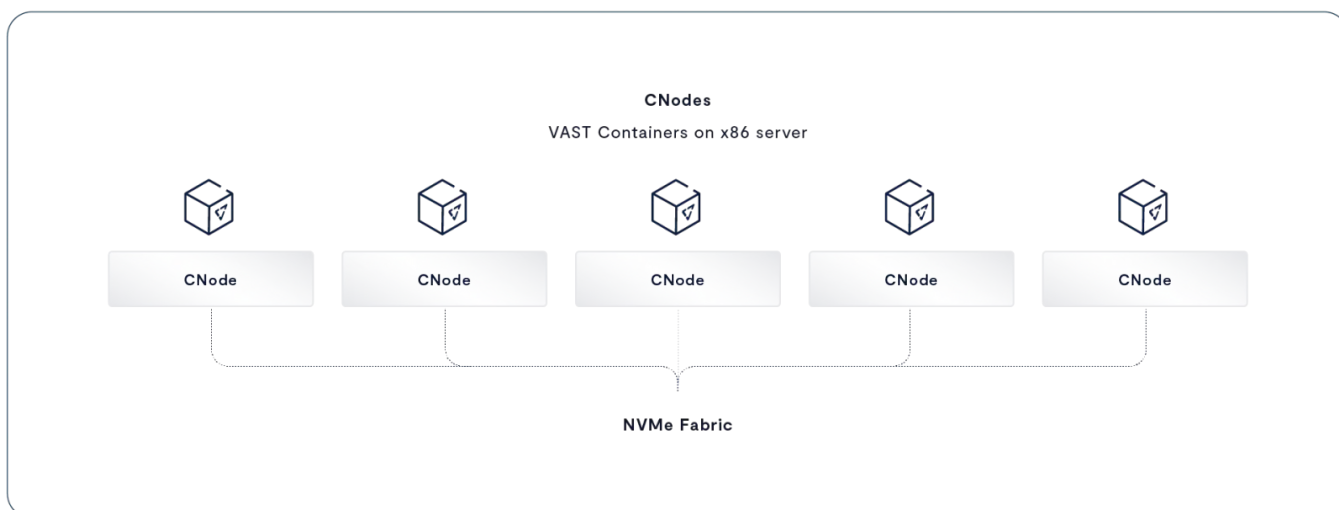 CNodes
VAST Containers on x86 server
CNode CNode CNode CNode CNode
NVMe Fabric